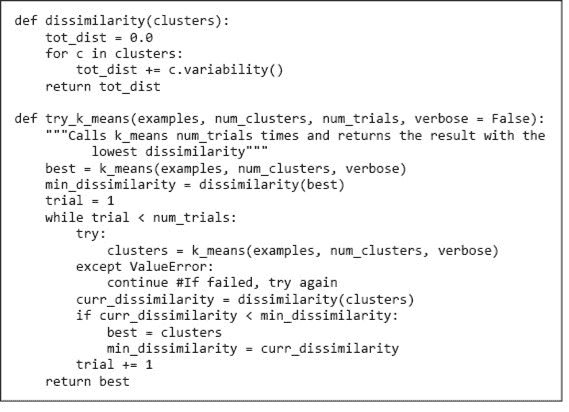 def dissimilarity(clusters):
    tot_dist = 0.0
    for c in clusters:
        tot_dist += c.variability()
    return tot_dist

def try_k_means(examples, num_clusters, num_trials, verbose = False):
    """Calls k_means num_trials times and returns the result with the
          lowest dissimilarity"""
    best = k_means(examples, num_clusters, verbose)
    min_dissimilarity = dissimilarity(best)
    trial = 1
    while trial < num_trials:
        try:
            clusters = k_means(examples, num_clusters, verbose)
        except ValueError:
            continue #If failed, try again
        curr_dissimilarity = dissimilarity(clusters)
        if curr_dissimilarity < min_dissimilarity:
            best = clusters
            min_dissimilarity = curr_dissimilarity
        trial += 1
    return best